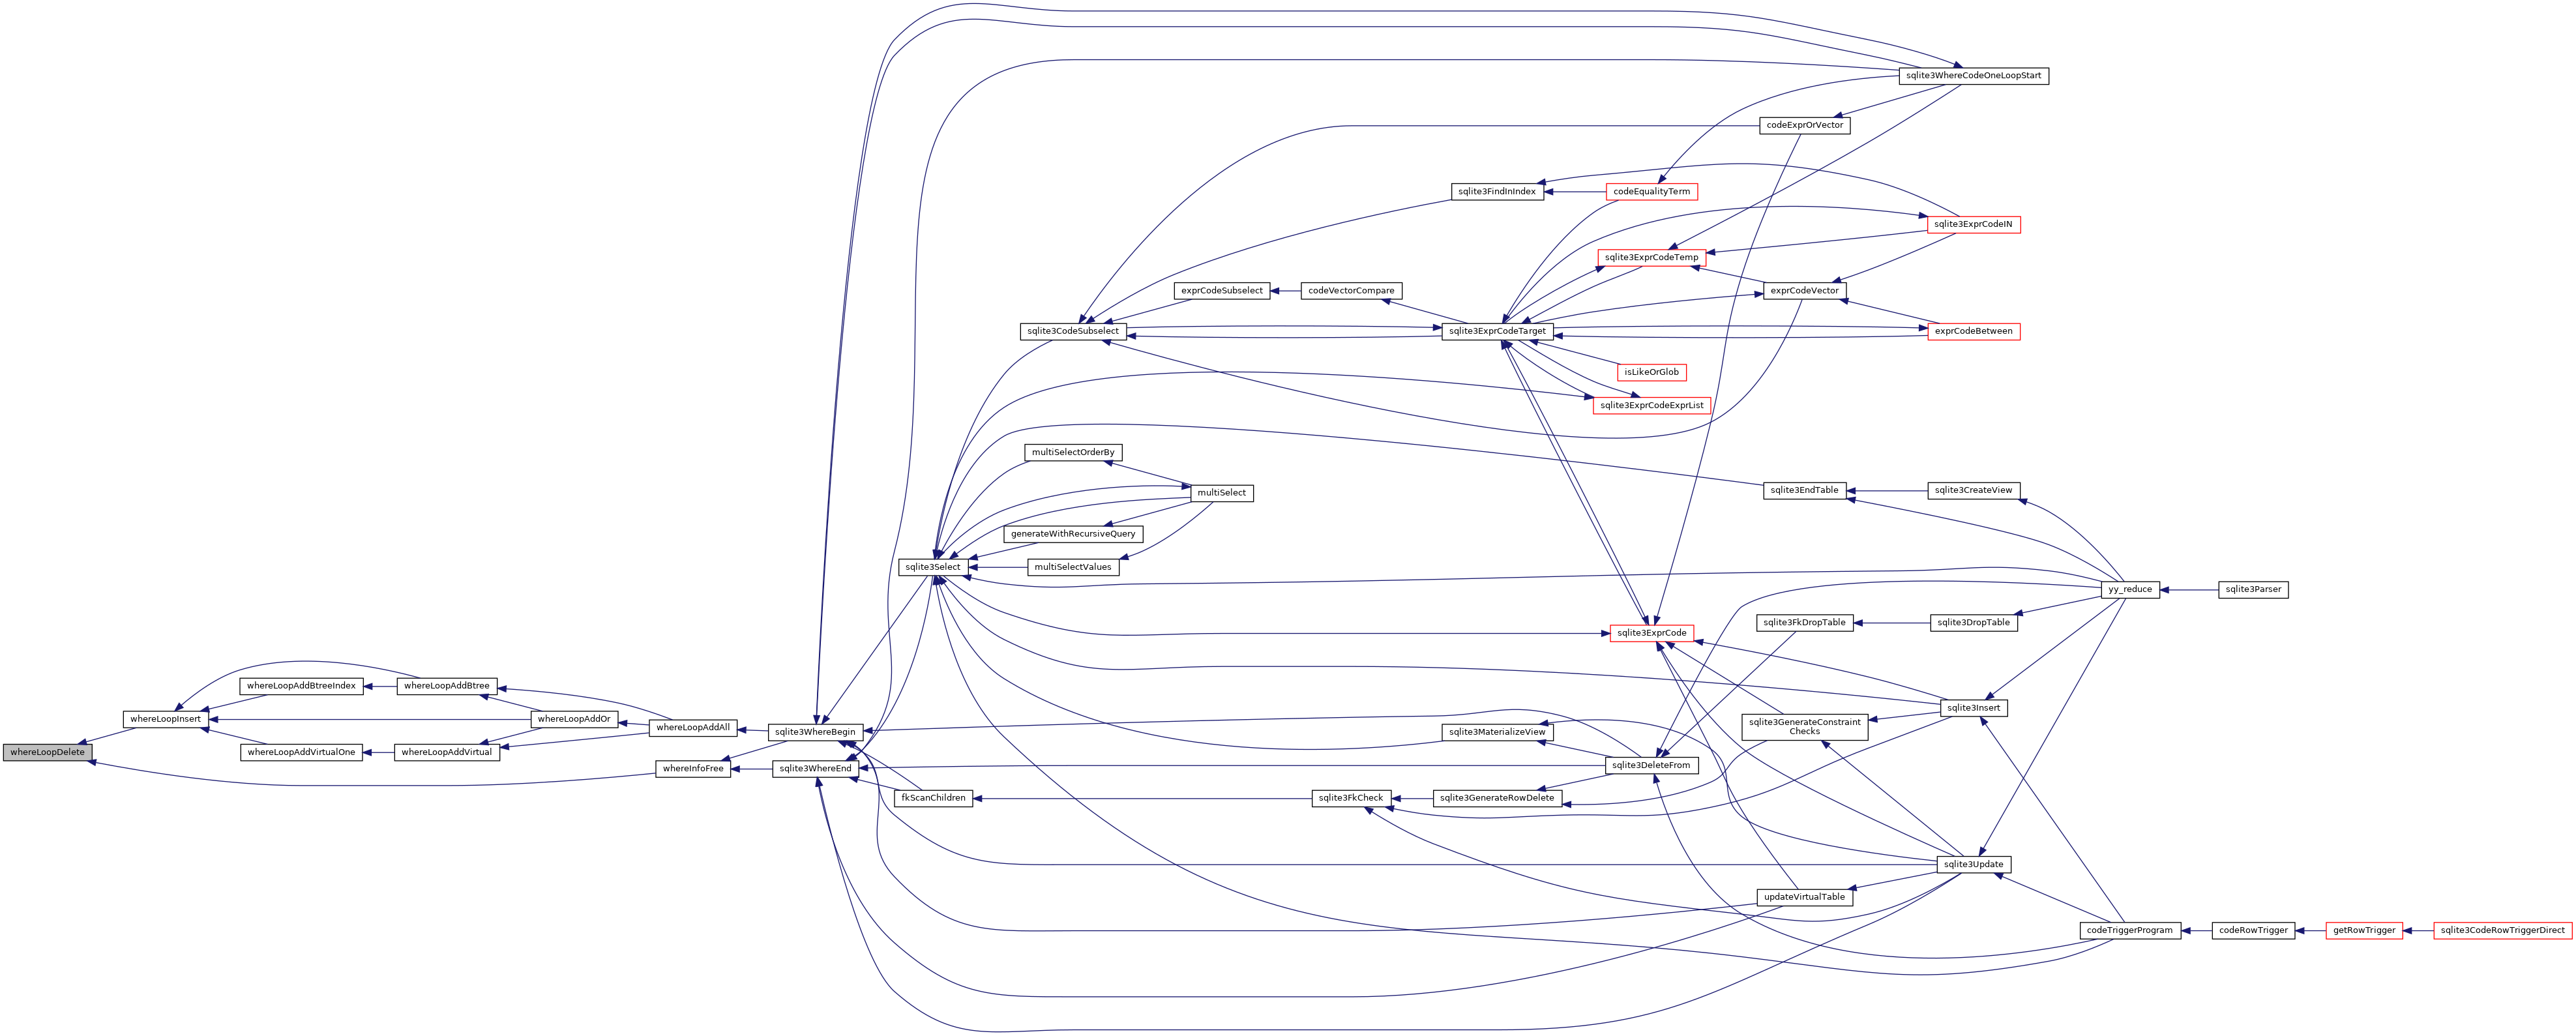 sqlite3WhereCodeOneLoopStart
codeExprOrVector
sqlite3FindInIndex
codeEqualityTerm
sqlite3ExprCodeIN
sqlite3ExprCodeTemp
exprCodeSubselect
codeVectorCompare
exprCodeVector
sqlite3CodeSubselect
sqlite3ExprCodeTarget
exprCodeBetween
isLikeOrGlob
sqlite3ExprCodeExprList
multiSelectOrderBy
multiSelect
sqlite3EndTable
sqlite3CreateView
generateWithRecursiveQuery
sqlite3Select
multiSelectValues
yy_reduce
sqlite3Parser
sqlite3FkDropTable
sqlite3DropTable
sqlite3ExprCode
whereLoopAddBtreeIndex
whereLoopAddBtree
sqlite3Insert
whereLoopInsert
whereLoopAddOr
whereLoopAddAll
sqlite3GenerateConstraint
Checks
sqlite3WhereBegin
sqlite3MaterializeView
whereLoopDelete
whereLoopAddVirtualOne
whereLoopAddVirtual
whereInfoFree
sqlite3WhereEnd
sqlite3DeleteFrom
fkScanChildren
sqlite3FkCheck
sqlite3GenerateRowDelete
sqlite3Update
updateVirtualTable
codeTriggerProgram
codeRowTrigger
getRowTrigger
sqlite3CodeRowTriggerDirect